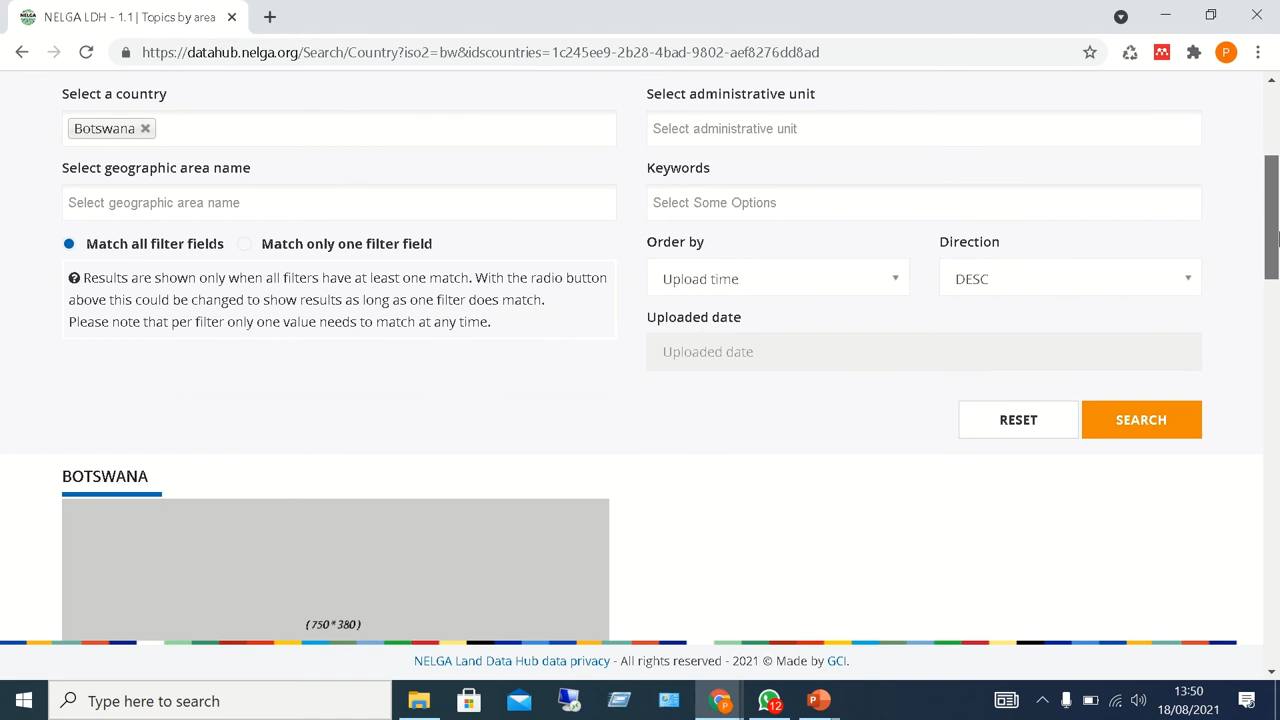 NELGA LDH - 1.1 | Topics by area
https://datahub.nelga.org/Search/Country?iso2=bw&idscountries=1c245ee9-2b28-4bad-9802-aef8276dd8ad
P
Select a country
Select administrative unit
Botswana
Select administrative unit
Select geographic area name
Keywords
Select geographic area name
Select Some Options
Match all filter fields
Match only one filter field
Order by
Direction
Results are shown only when all filters have at least one match. With the radio button
above this could be changed to show results as long as one filter does match.
Please note that per filter only one value needs to match at any time.
Upload time
DESC
Uploaded date
Uploaded date
RESET
SEARCH
BOTSWANA
( 750 * 380 )
NELGA Land Data Hub data privacy - All rights reserved - 2021 © Made by GCI.
Type here to search
P
12
13:50
18/08/2021